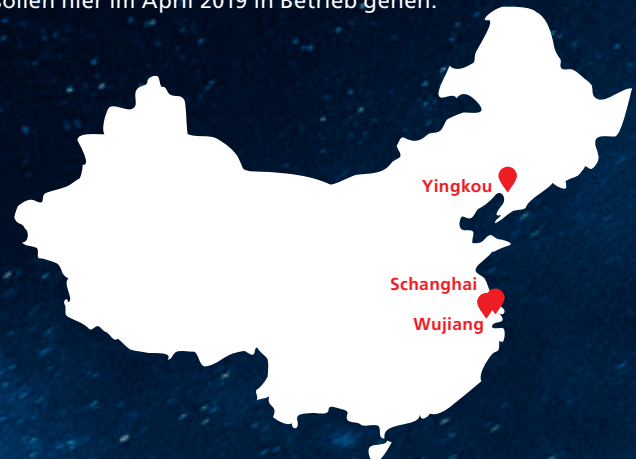 sollen hier im April 2019 in Betrieb gehen.
Yingkou
Schanghai
Wujiang